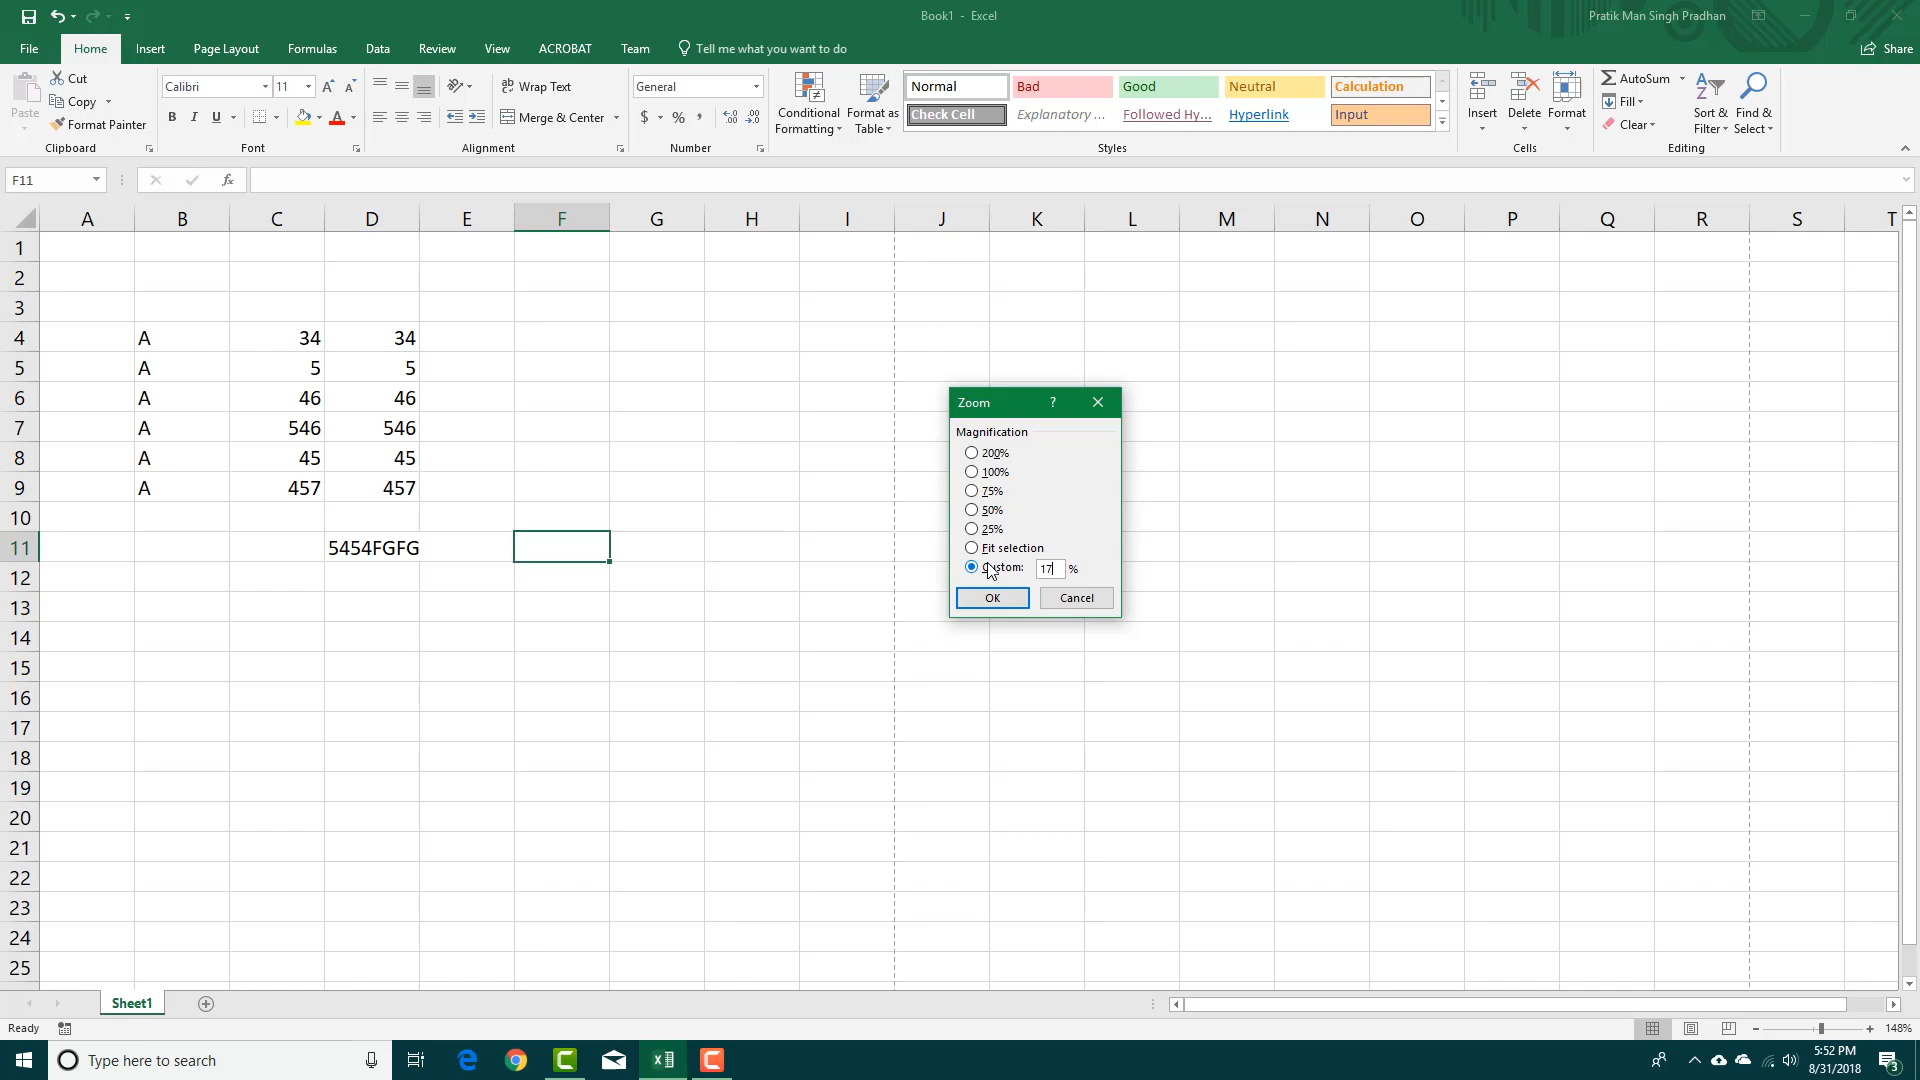 Book1 - Excel
Pratik Man Singh Pradhan
File Home Insert Page Layout Formulas Data Review View ACROBAT Team Tell me what you want to do Share
Paste
Cut
Copy
Format Painter
Clipboard
Calibri 11
B I U
Font
Wrap Text
Merge & Center
Alignment
General
$ % ,
Number
Conditional Formatting
Format as Table
Normal Bad Good Neutral Calculation
Check Cell Explanatory ... Followed Hy... Hyperlink Input
Styles
Insert Delete Format
Cells
AutoSum
Fill
Clear
Sort & Filter
Find & Select
Editing
F11
fx
A B C D E F G H I J K L M N O P Q R S T
1
2
3
4 A 34 34
5 A 5 5
6 A 46 46
7 A 546 546
8 A 45 45
9 A 457 457
10
11 5454FGFG
12
13
14
15
16
17
18
19
20
21
22
23
24
25
Zoom ?
Magnification
200%
100%
75%
50%
25%
Fit selection
Custom: 17 %
OK Cancel
Sheet1
Ready
148%
Type here to search
5:52 PM
8/31/2018
3